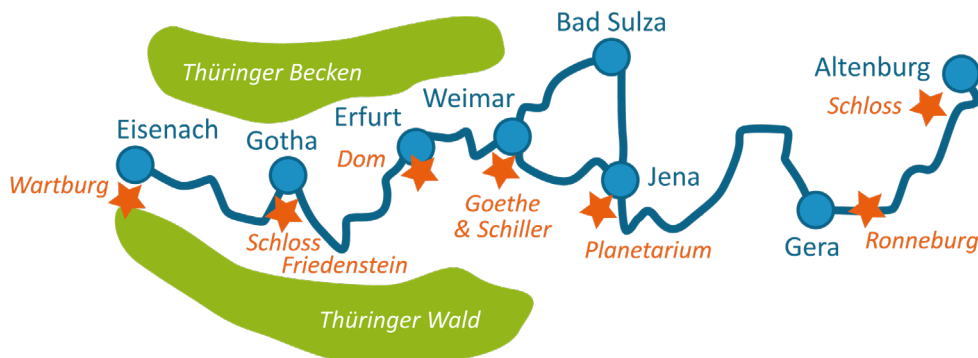 Bad Sulza
Thüringer Becken
Altenburg
Weimar
Schloss
Erfurt
Eisenach
Gotha
Dom
Wartburg
Jena
Goethe
& Schiller
Schloss
Friedenstein
Planetarium
Gera
Ronneburg
Thüringer Wald